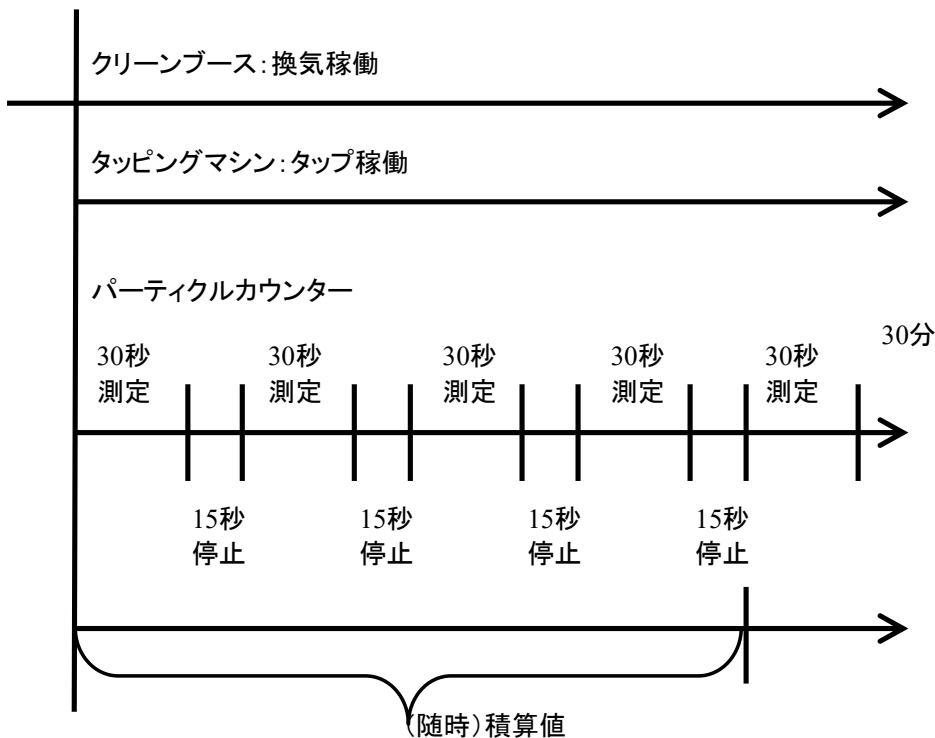 クリーンブース：換気稼働
タッピングマシン：タップ稼働
パーティクルカウンター
30分
30秒
測定
30秒
測定
30秒
測定
30秒
測定
30秒
測定
15秒
停止
15秒
停止
15秒
停止
15秒
停止
（随時）積算値